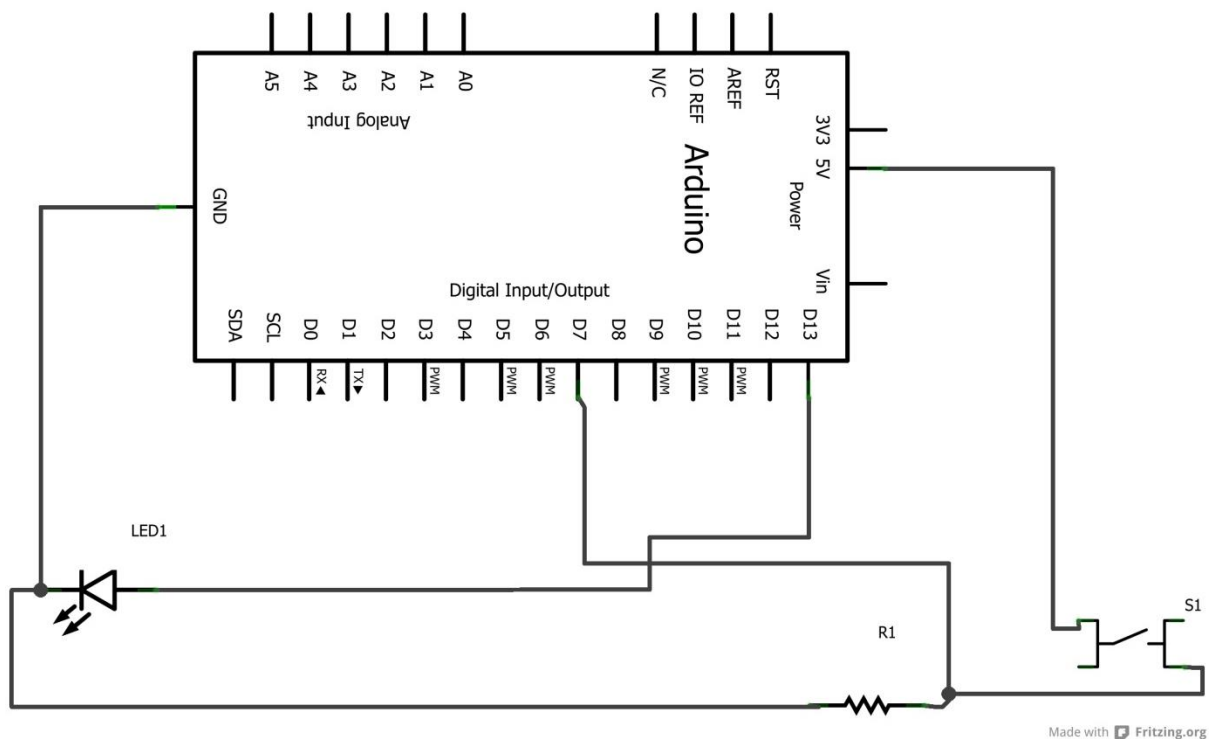 A5
A4
A3
A2
A1
A0
N/C
IO REF
AREF
RST
Analog Input
Arduino
3V3
5V
Power
Vin
GND
Digital Input/Output
SDA
SCL
D0
D1
D2
D3
D4
D5
D6
D7
D8
D9
D10
D11
D12
D13
RX◀
TX▶
PWM
PWM
PWM
PWM
PWM
PWM
LED1
S1
R1
Made with Fritzing.org